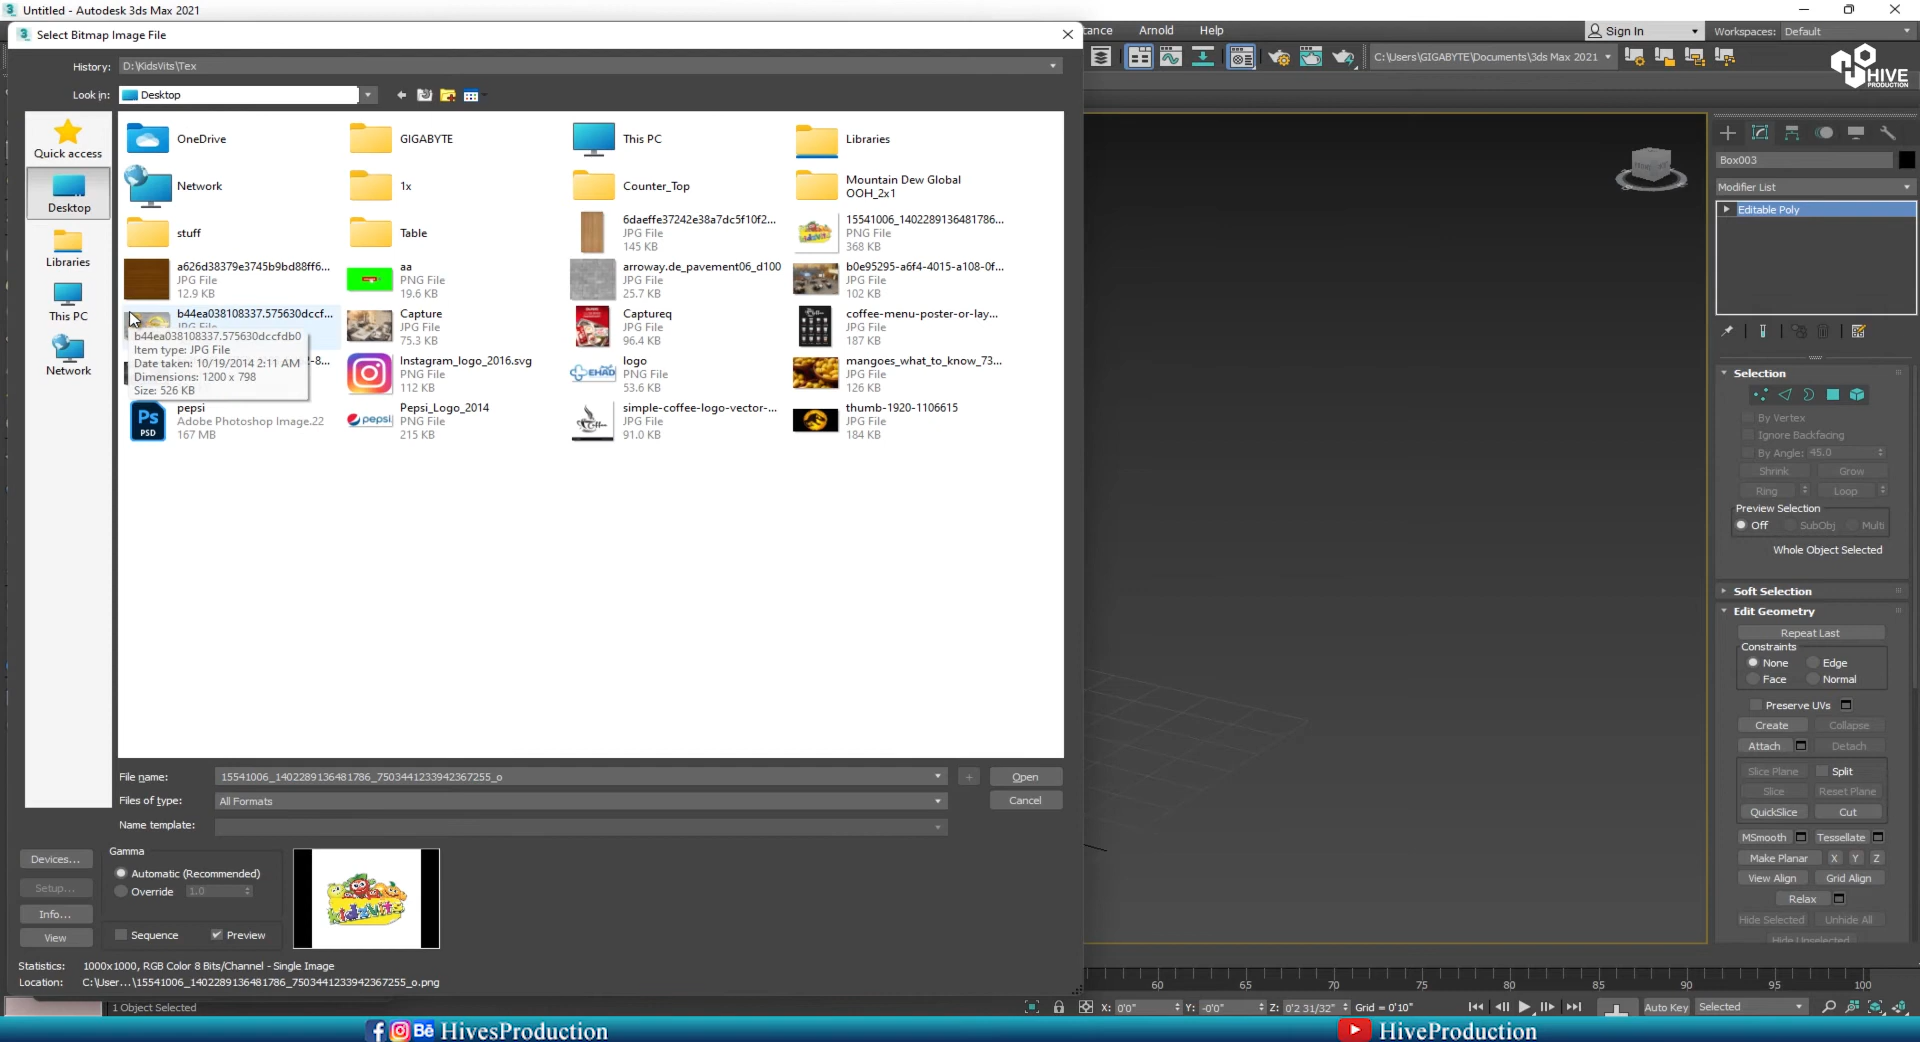 Untitled - Autodesk 3ds Max 2021
Select Bitmap Image File
tance Arnold Help
Sign In
Workspaces: Default
History: D:\KidsVits\Tex
C:\Users\GIGABYTE\Documents\3ds Max 2021
HIVE
PRODUCTION
Look in: Desktop
Quick access
Desktop
Libraries
This PC
Network
OneDrive
GIGABYTE
This PC
Libraries
Network
1x
Counter_Top
Mountain Dew Global
OOH_2x1
stuff
Table
6daeffe37242e38a7dc5f10f2...
JPG File
145 KB
15541006_1402289136481786...
PNG File
368 KB
a626d38379e3745b9bd88ff6...
JPG File
12.9 KB
aa
PNG File
19.6 KB
arroway.de_pavement06_d100
JPG File
25.7 KB
b0e95295-a6f4-4015-a108-0f...
JPG File
102 KB
b44ea038108337.575630dccf...
JPG File
b44ea038108337.575630dccfdb0
Item type: JPG File
Date taken: 10/19/2014 2:11 AM
Dimensions: 1200 x 798
Size: 526 KB
Capture
JPG File
75.3 KB
Captureq
JPG File
96.4 KB
coffee-menu-poster-or-lay...
JPG File
187 KB
2-8...
Instagram_logo_2016.svg
PNG File
112 KB
logo
PNG File
53.6 KB
EHAD
mangoes_what_to_know_73...
JPG File
126 KB
Ps
PSD
pepsi
Adobe Photoshop Image.22
167 MB
pepsi
Pepsi_Logo_2014
PNG File
215 KB
simple-coffee-logo-vector-...
JPG File
91.0 KB
thumb-1920-1106615
JPG File
184 KB
File name: 15541006_1402289136481786_7503441233942367255_o
Open
Files of type: All Formats
Cancel
Name template:
Devices...
Setup...
Info...
View
Gamma
Automatic (Recommended)
Override 1.0
Sequence
Preview
kidzvits
Statistics: 1000x1000, RGB Color 8 Bits/Channel - Single Image
Location: C:\User...\15541006_1402289136481786_7503441233942367255_o.png
Box003
Modifier List
Editable Poly
Selection
By Vertex
Ignore Backfacing
By Angle: 45.0
Shrink Grow
Ring Loop
Preview Selection
Off SubObj Multi
Whole Object Selected
Soft Selection
Edit Geometry
Repeat Last
Constraints
None Edge
Face Normal
Preserve UVs
Create Collapse
Attach Detach
Slice Plane Split
Slice Reset Plane
QuickSlice Cut
MSmooth Tessellate
Make Planar X Y Z
View Align Grid Align
Relax
Hide Selected Unhide All
Hide Unselected
60 65 70 75 80 85 90 95 100
1 Object Selected
X: 0'0" Y: -0'0" Z: 0'2 31/32" Grid = 0'10"
Auto Key Selected
Bē HivesProduction
HiveProduction